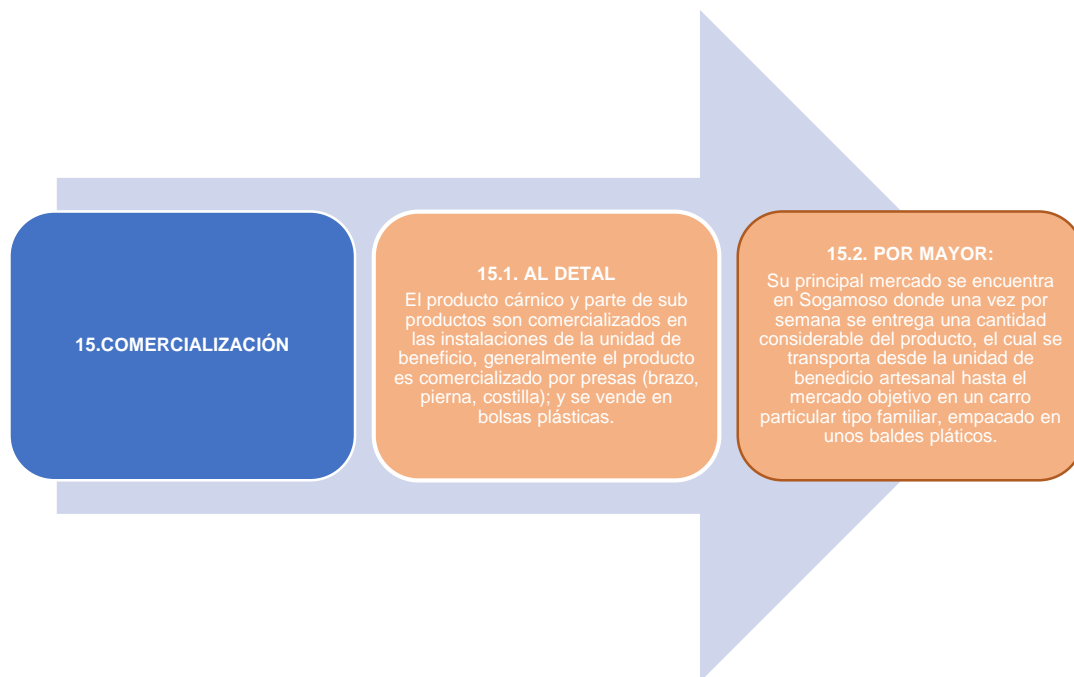 15.COMERCIALIZACIÓN
15.1. AL DETAL
El producto cárnico y parte de sub
productos son comercializados en
las instalaciones de la unidad de
beneficio, generalmente el producto
es comercializado por presas (brazo,
pierna, costilla); y se vende en
bolsas plásticas.
15.2. POR MAYOR:
Su principal mercado se encuentra
en Sogamoso donde una vez por
semana se entrega una cantidad
considerable del producto, el cual se
transporta desde la unidad de
benedicio artesanal hasta el
mercado objetivo en un carro
particular tipo familiar, empacado en
unos baldes pláticos.